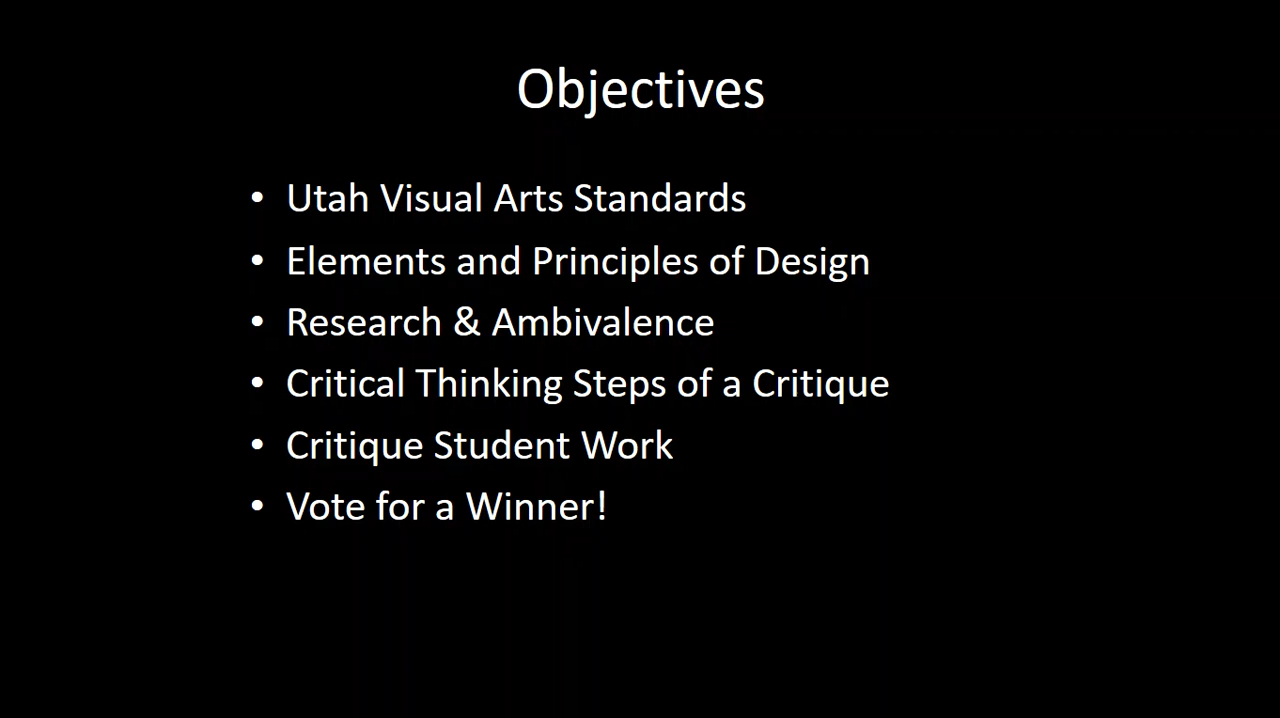 Objectives
• Utah Visual Arts Standards
• Elements and Principles of Design
• Research & Ambivalence
• Critical Thinking Steps of a Critique
• Critique Student Work
• Vote for a Winner!